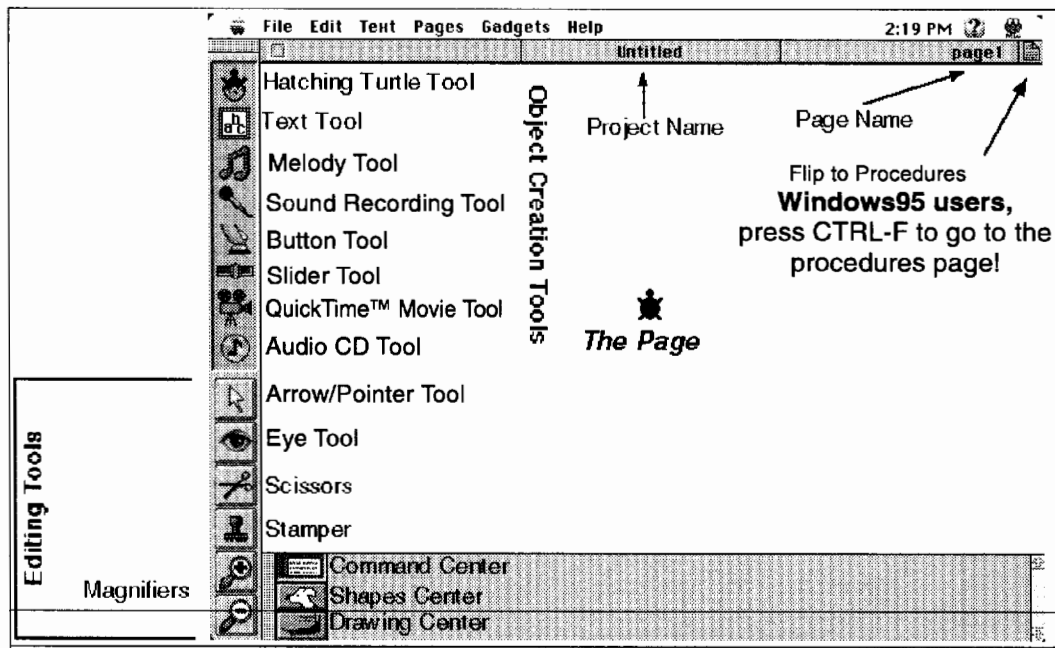 File Edit Text Pages Gadgets Help 2:19 PM
Untitled page1
Hatching Turtle Tool
Text Tool
Melody Tool
Sound Recording Tool
Button Tool
Slider Tool
QuickTime™ Movie Tool
Audio CD Tool
Object Creation Tools
Project Name
Page Name
Flip to Procedures
Windows95 users,
press CTRL-F to go to the
procedures page!
The Page
Arrow/Pointer Tool
Eye Tool
Scissors
Stamper
Editing Tools
Magnifiers
Command Center
Shapes Center
Drawing Center